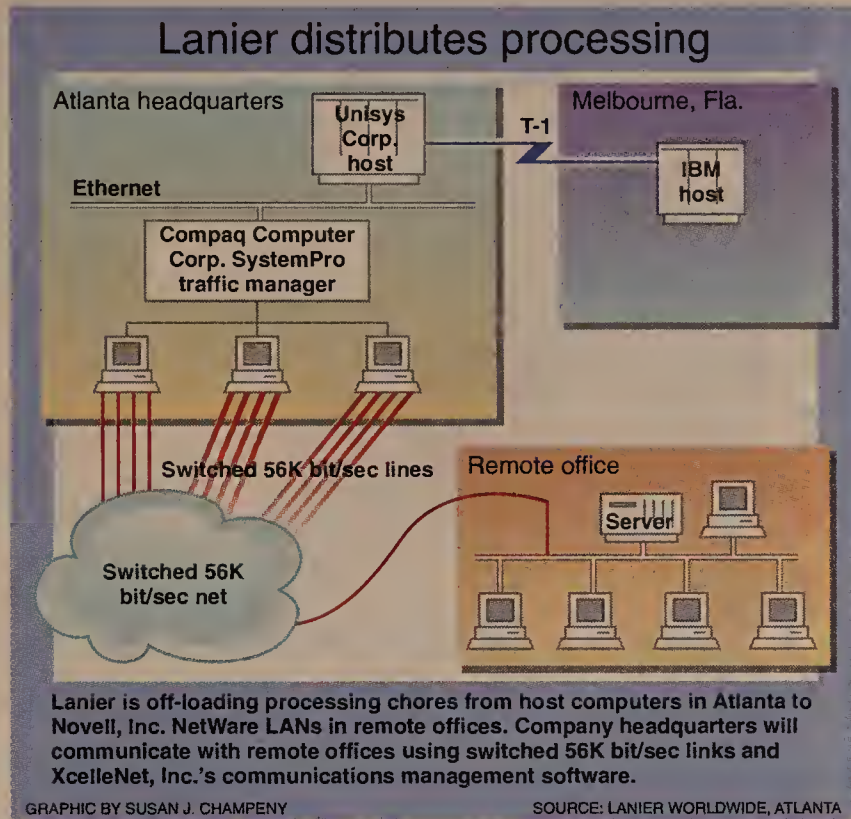 Lanier distributes processing
Atlanta headquarters
Unisys
Corp.
host
T-1
Melbourne, Fla.
IBM
host
Ethernet
Compaq Computer
Corp. SystemPro
traffic manager
Switched 56K bit/sec lines
Switched 56K
bit/sec net
Remote office
Server
Lanier is off-loading processing chores from host computers in Atlanta to
Novell, Inc. NetWare LANs in remote offices. Company headquarters will
communicate with remote offices using switched 56K bit/sec links and
XcelleNet, Inc.'s communications management software.
GRAPHIC BY SUSAN J. CHAMPENY
SOURCE: LANIER WORLDWIDE, ATLANTA